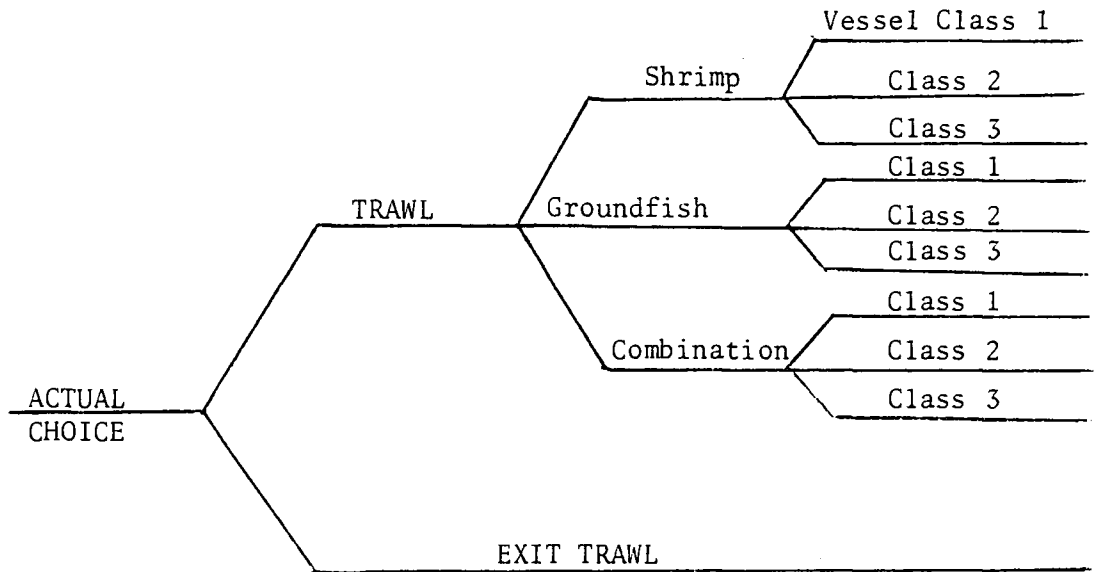 Vessel Class 1
Shrimp
Class 2
Class 3
Class 1
TRAWL
Groundfish
Class 2
Class 3
Class 1
Combination
Class 2
Class 3
ACTUAL
CHOICE
EXIT TRAWL